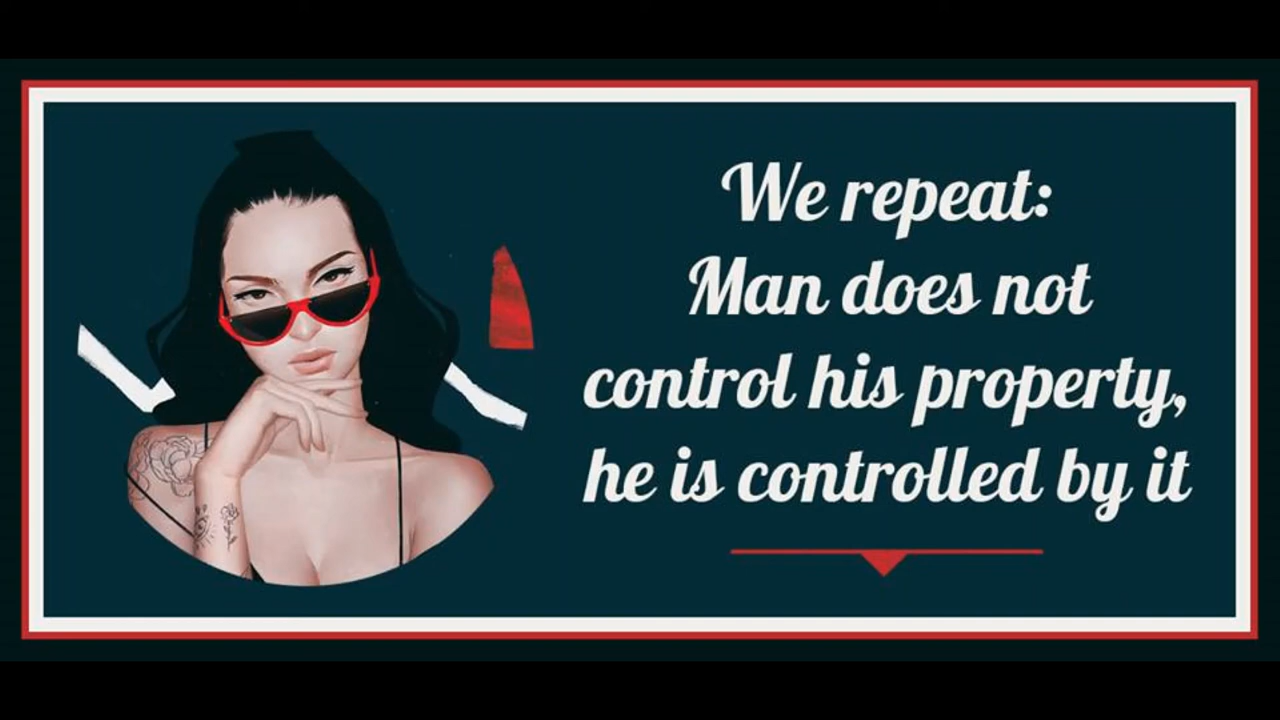 We repeat:
Man does not
control his property,
he is controlled by it